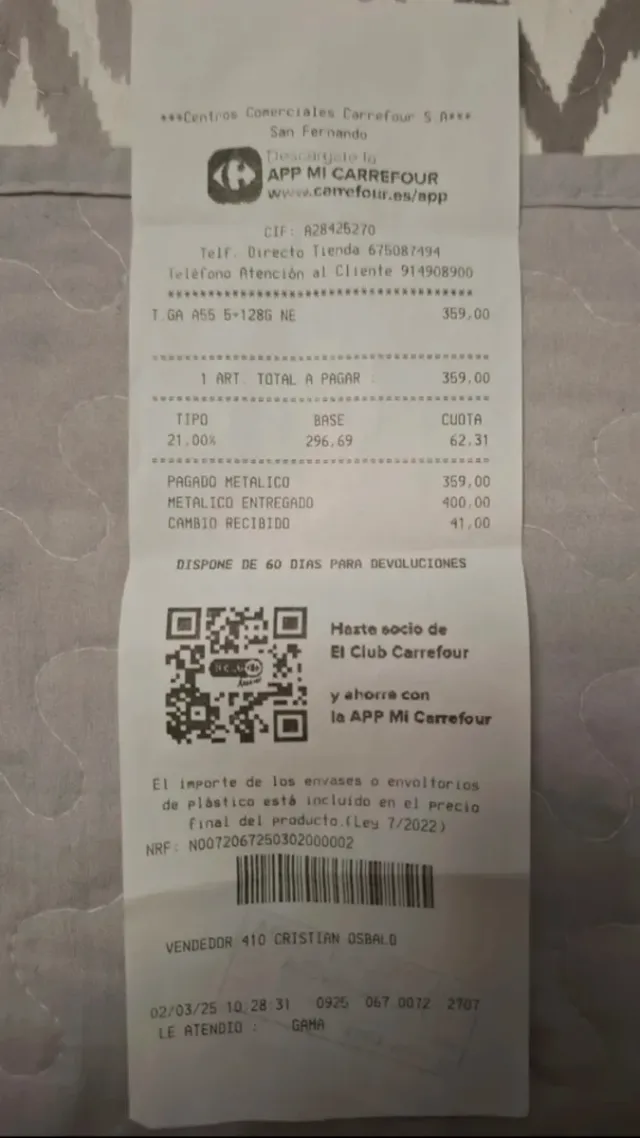 ***Centros Comerciales Carrefour S.A***
San Fernando
Descárgate la
APP MI CARREFOUR
www.carrefour.es/app
CIF: A28425270
Telf. Directo Tienda 675087494
Teléfono Atención al Cliente 914908900
T.GA A55 5+128G NE 359,00
1 ART. TOTAL A PAGAR : 359,00
TIPO BASE CUOTA
21.00% 296,69 62,31
PAGADO METALICO 359,00
METALICO ENTREGADO 400,00
CAMBIO RECIBIDO 41,00
DISPONE DE 60 DIAS PARA DEVOLUCIONES
Hazte socio de
El Club Carrefour
y ahorra con
la APP Mi Carrefour
El importe de los envases o envoltorios
de plástico está incluido en el precio
final del producto.(Ley 7/2022)
NRF: N0072067250302000002
VENDEDOR 410 CRISTIAN OSBALD
02/03/25 10:28:31 0925 067 0072 2707
LE ATENDIO : GAMA